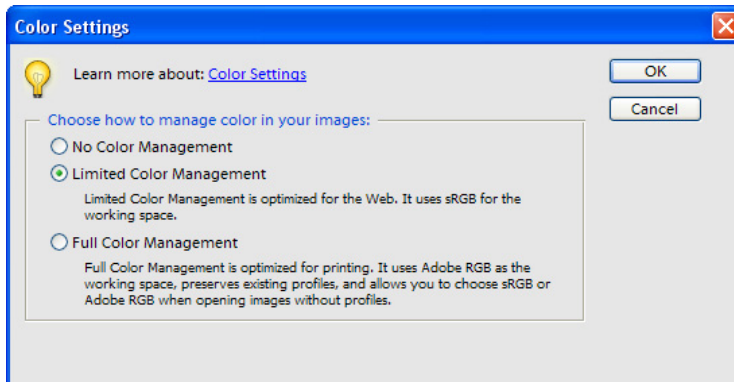 Color Settings
Learn more about: Color Settings
OK
Cancel
Choose how to manage color in your images:
No Color Management
Limited Color Management
Limited Color Management is optimized for the Web. It uses sRGB for the
working space.
Full Color Management
Full Color Management is optimized for printing. It uses Adobe RGB as the
working space, preserves existing profiles, and allows you to choose sRGB or
Adobe RGB when opening images without profiles.